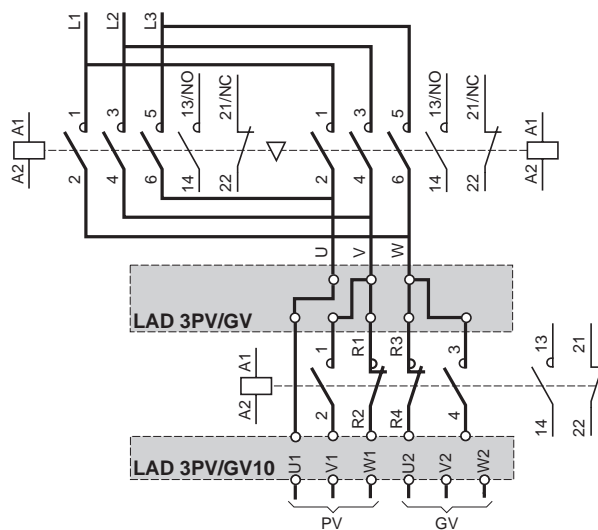 L1 L2 L3
1 3 5 13/NO 21/NC 1 3 5 13/NO 21/NC
A1 A1
A2 A2
2 4 6 14 22 2 4 6 14 22
U V W
LAD 3PV/GV
A1 1 R1 R3 3 13 21
A2 2 R2 R4 4 14 22
LAD 3PV/GV10 U1 V1 W1 U2 V2 W2
PV GV